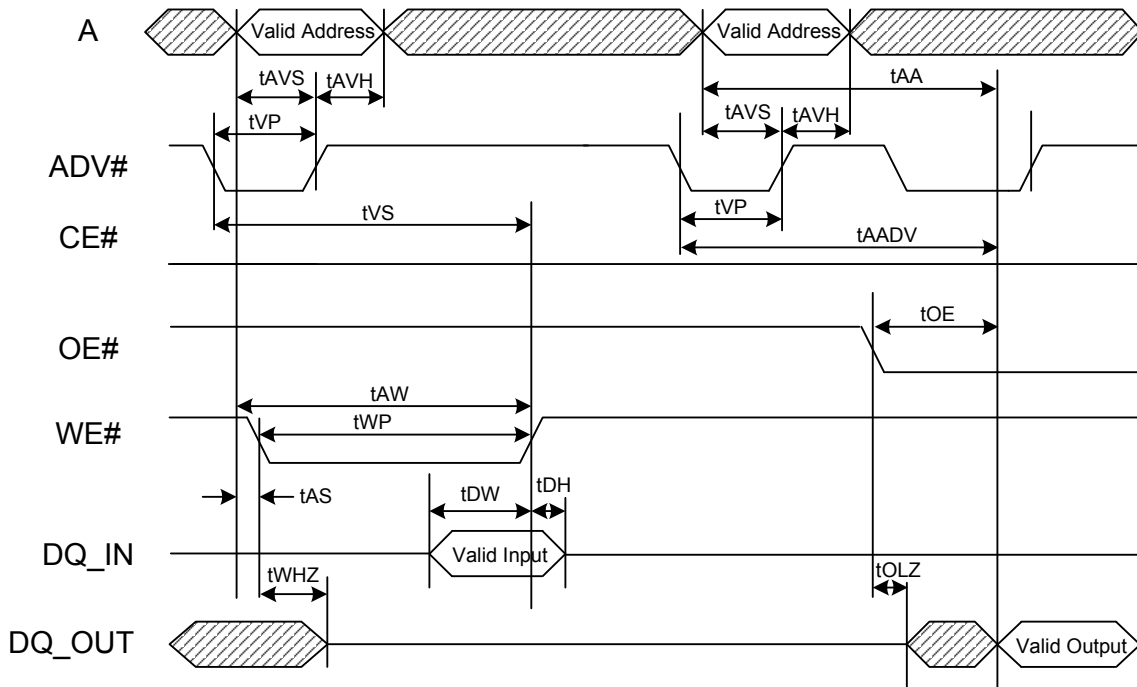 A
Valid Address
Valid Address
tAVS
tAVH
tAA
tAVS
tAVH
tVP
ADV#
tVP
tVS
tAADV
CE#
tOE
OE#
tAW
WE#
tWP
tAS
tDW
tDH
DQ_IN
Valid Input
tWHZ
tOLZ
DQ_OUT
Valid Output